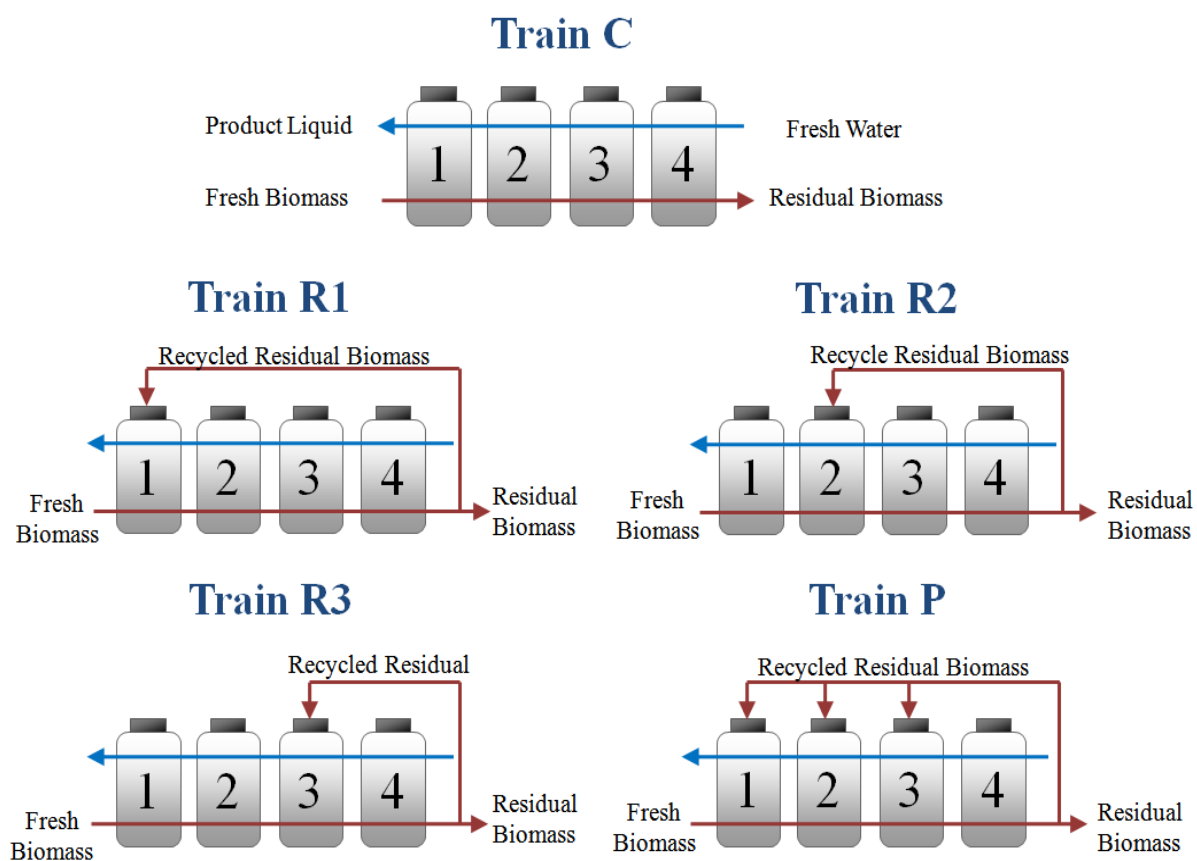 Train C
Product Liquid
Fresh Water
1 2 3 4
Fresh Biomass
Residual Biomass
Train R1
Recycled Residual Biomass
1 2 3 4
Fresh
Biomass
Residual
Biomass
Train R2
Recycle Residual Biomass
1 2 3 4
Fresh
Biomass
Residual
Biomass
Train R3
Recycled Residual
1 2 3 4
Fresh
Biomass
Residual
Biomass
Train P
Recycled Residual Biomass
1 2 3 4
Fresh
Biomass
Residual
Biomass